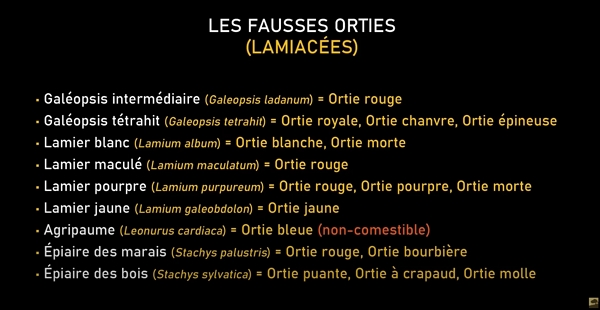 LES FAUSSES ORTIES
(LAMIACÉES)
▪ Galéopsis intermédiaire (Galeopsis ladanum) = Ortie rouge
▪ Galéopsis tétrahit (Galeopsis tetrahit) = Ortie royale, Ortie chanvre, Ortie épineuse
▪ Lamier blanc (Lamium album) = Ortie blanche, Ortie morte
▪ Lamier maculé (Lamium maculatum) = Ortie rouge
▪ Lamier pourpre (Lamium purpureum) = Ortie rouge, Ortie pourpre, Ortie morte
▪ Lamier jaune (Lamium galeobdolon) = Ortie jaune
▪ Agripaume (Leonurus cardiaca) = Ortie bleue (non-comestible)
▪ Épiaire des marais (Stachys palustris) = Ortie rouge, Ortie bourbière
▪ Épiaire des bois (Stachys sylvatica) = Ortie puante, Ortie à crapaud, Ortie molle